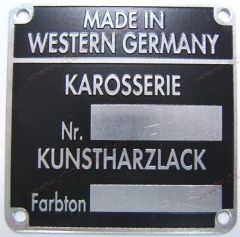 MADE IN
WESTERN GERMANY
KAROSSERIE
Nr.
KUNSTHARZLACK
Farbton